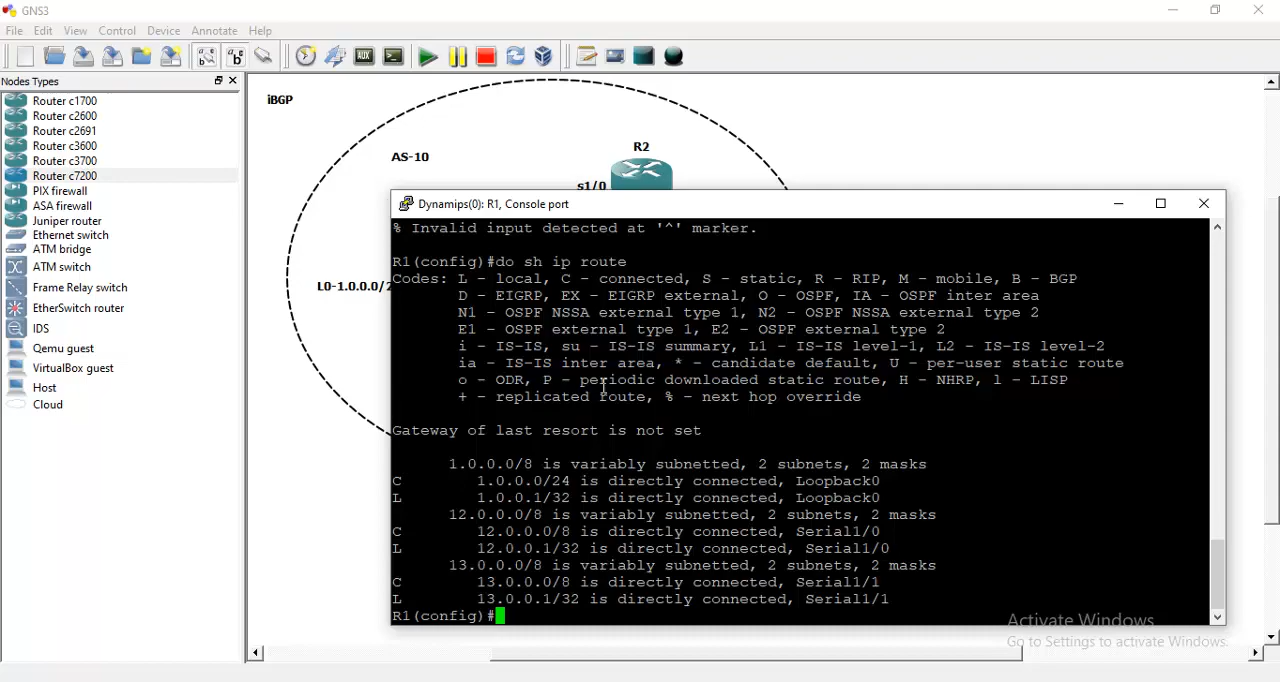 GNS3
File Edit View Control Device Annotate Help
Nodes Types
Router c1700
Router c2600
Router c2691
Router c3600
Router c3700
Router c7200
PIX firewall
ASA firewall
Juniper router
Ethernet switch
ATM bridge
ATM switch
Frame Relay switch
EtherSwitch router
IDS
Qemu guest
VirtualBox guest
Host
Cloud
iBGP
AS-10
R2
s1/0
L0-1.0.0.0/2
Dynamips(0): R1, Console port
% Invalid input detected at '^' marker.
R1(config)#do sh ip route
Codes: L - local, C - connected, S - static, R - RIP, M - mobile, B - BGP
D - EIGRP, EX - EIGRP external, O - OSPF, IA - OSPF inter area
N1 - OSPF NSSA external type 1, N2 - OSPF NSSA external type 2
E1 - OSPF external type 1, E2 - OSPF external type 2
i - IS-IS, su - IS-IS summary, L1 - IS-IS level-1, L2 - IS-IS level-2
ia - IS-IS inter area, * - candidate default, U - per-user static route
o - ODR, P - periodic downloaded static route, H - NHRP, l - LISP
+ - replicated route, % - next hop override
Gateway of last resort is not set
1.0.0.0/8 is variably subnetted, 2 subnets, 2 masks
C 1.0.0.0/24 is directly connected, Loopback0
L 1.0.0.1/32 is directly connected, Loopback0
12.0.0.0/8 is variably subnetted, 2 subnets, 2 masks
C 12.0.0.0/8 is directly connected, Serial1/0
L 12.0.0.1/32 is directly connected, Serial1/0
13.0.0.0/8 is variably subnetted, 2 subnets, 2 masks
C 13.0.0.0/8 is directly connected, Serial1/1
L 13.0.0.1/32 is directly connected, Serial1/1
R1(config)#
Activate Windows
Go to Settings to activate Windows.